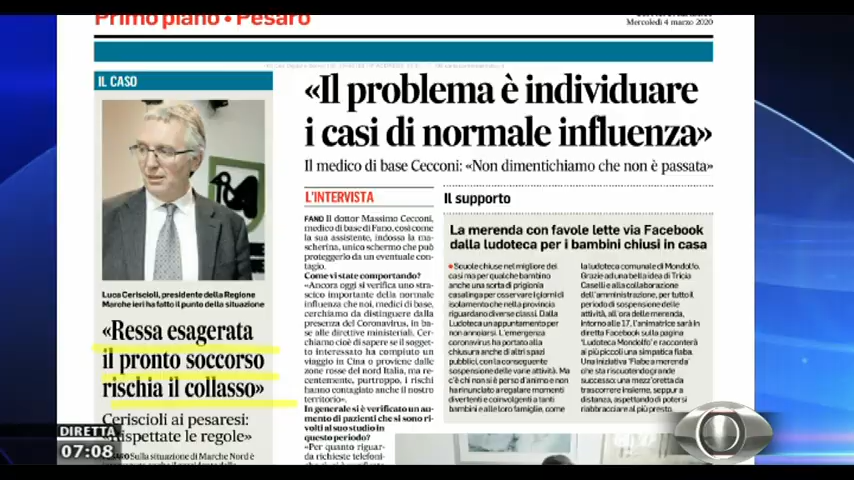 Primo piano • Pesaro
Mercoledì 4 marzo 2020
IL CASO
Luca Ceriscioli, presidente della Regione
Marche ieri ha fatto il punto della situazione
«Ressa esagerata
il pronto soccorso
rischia il collasso»
Ceriscioli ai pesaresi:
«Rispettate le regole»
Sulla situazione di Marche Nord è
«Il problema è individuare
i casi di normale influenza»
Il medico di base Cecconi: «Non dimentichiamo che non è passata»
L'INTERVISTA
FANO Il dottor Massimo Cecconi,
medico di base di Fano, così come
la sua assistente, indossa la ma-
scherina, unico schermo che può
proteggerlo da un eventuale con-
tagio.
Come vi state comportando?
«Ancora oggi si verifica uno stra-
scico importante della normale
influenza che noi, medici di base,
cerchiamo da distinguere dalla
presenza del Coronavirus, in ba-
se alle direttive ministeriali. Cer-
chiamo cioè di sapere se il sogget-
to interessato ha compiuto un
viaggio in Cina o proviene dalle
zone rosse del nord Italia, ma re-
centemente, purtroppo, i rischi
hanno contagiato anche il nostro
territorio».
In generale si è verificato un au-
mento di pazienti che si sono ri-
volti al suo studio in
questo periodo?
«Per quanto riguar-
da richieste telefoni-
Il supporto
La merenda con favole lette via Facebook
dalla ludoteca per i bambini chiusi in casa
• Scuole chiuse nel migliore dei
casi ma per qualche bambino
anche una sorta di prigionia
casalinga per osservare i giorni di
isolamento che nella provincia
riguardano diverse classi. Dalla
Ludoteca un appuntamento per
non annoiarsi. L'emergenza
coronavirus ha portato alla
chiusura anche di altri spazi
pubblici, con la conseguente
sospensione delle varie attività. Ma
c'è chi non si è perso d'animo e non
ha rinunciato a regalare momenti
divertenti e coinvolgenti a tanti
bambini e alle loro famiglie, come
la ludoteca comunale di Mondolfo.
Grazie ad una bella idea di Tricia
Caselli e alla collaborazione
dell'amministrazione, per tutto il
periodo di sospensione delle
attività, all'ora delle merenda,
intorno alle 17, l'animatrice sarà in
diretta Facebook sulla pagina
'Ludoteca Mondolfo' e racconterà
ai più piccoli una simpatica fiaba.
Una iniziativa 'Fiabe a merenda'
che sta riscuotendo grande
successo: una mezz'oretta da
trascorrere insieme, seppur a
distanza, aspettando di potersi
riabbracciare al più presto.
DIRETTA
07:08